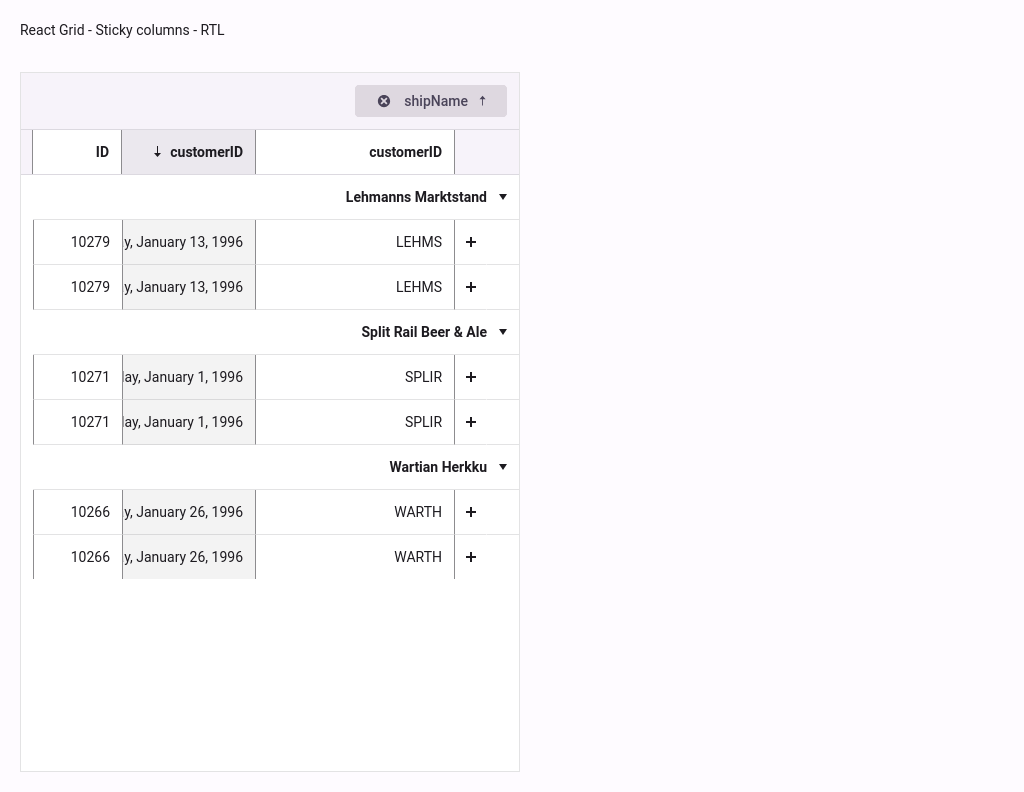 React Grid - Sticky columns - RTL
shipName
ID customerID customerID
Lehmanns Marktstand
10279 y, January 13, 1996 LEHMS
10279 y, January 13, 1996 LEHMS
Split Rail Beer & Ale
10271 ay, January 1, 1996 SPLIR
10271 ay, January 1, 1996 SPLIR
Wartian Herkku
10266 y, January 26, 1996 WARTH
10266 y, January 26, 1996 WARTH